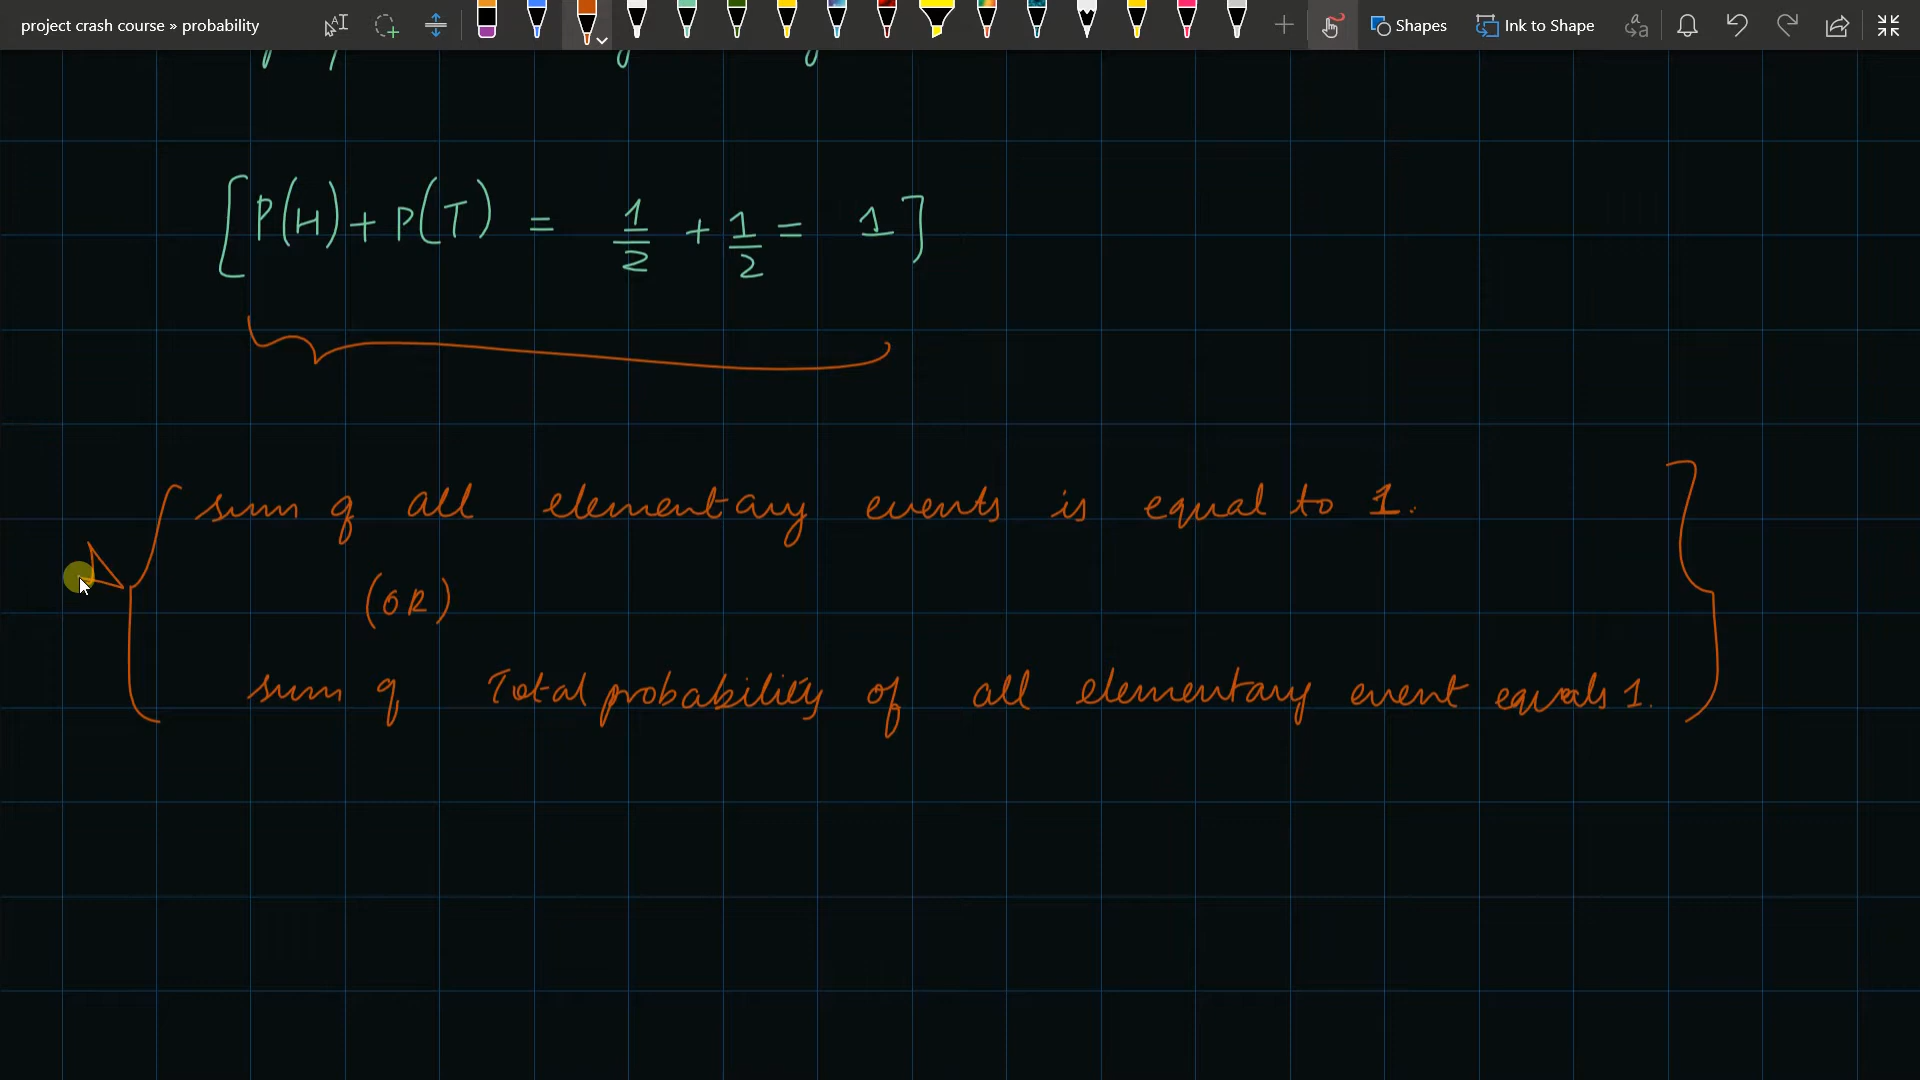 project crash course » probability
Shapes
Ink to Shape
[P(H)+P(T) = 1/2 + 1/2 = 1]
sum of all elementary events is equal to 1.
(OR)
sum of Total probability of all elementary event equals 1.